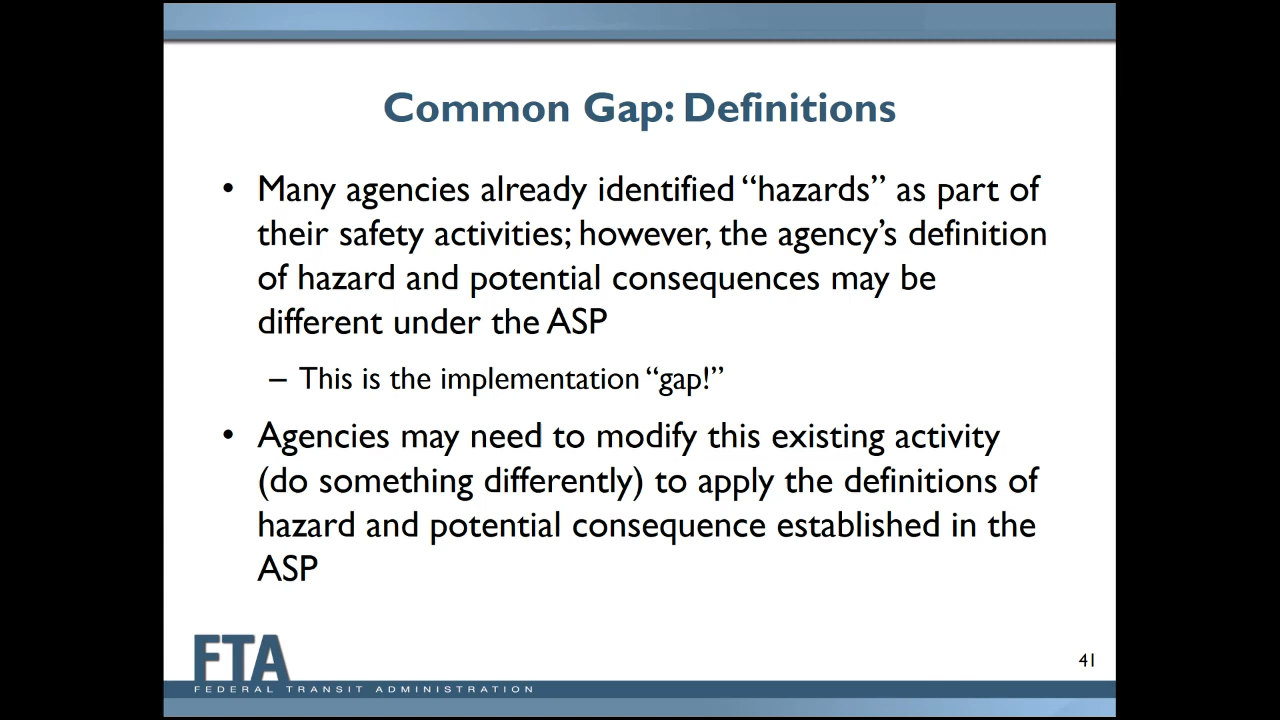 Common Gap: Definitions
• Many agencies already identified “hazards” as part of
their safety activities; however, the agency’s definition
of hazard and potential consequences may be
different under the ASP
– This is the implementation “gap!”
• Agencies may need to modify this existing activity
(do something differently) to apply the definitions of
hazard and potential consequence established in the
ASP
FTA
FEDERAL TRANSIT ADMINISTRATION
41